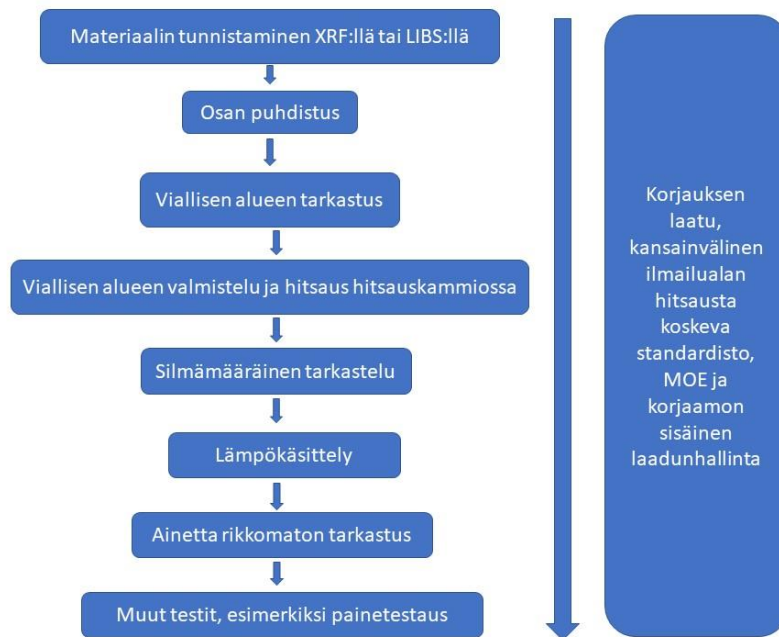 Materiaalin tunnistaminen XRF:llä tai LIBS:llä
Osan puhdistus
Viallisen alueen tarkastus
Viallisen alueen valmistelu ja hitsaus hitsauskammiossa
Silmämääräinen tarkastelu
Lämpökäsittely
Ainetta rikkomaton tarkastus
Muut testit, esimerkiksi painetestaus
Korjauksen
laatu,
kansainvälinen
ilmailualan
hitsausta
koskeva
standardisto,
MOE ja
korjaamon
sisäinen
laadunhallinta